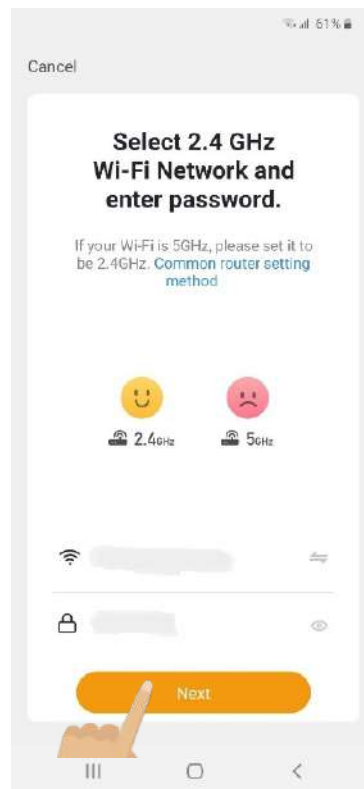 61%
Cancel
Select 2.4 GHz
Wi-Fi Network and
enter password.
If your Wi-Fi is 5GHz, please set it to
be 2.4GHz. Common router setting
method
2.4GHz 5GHz
Next